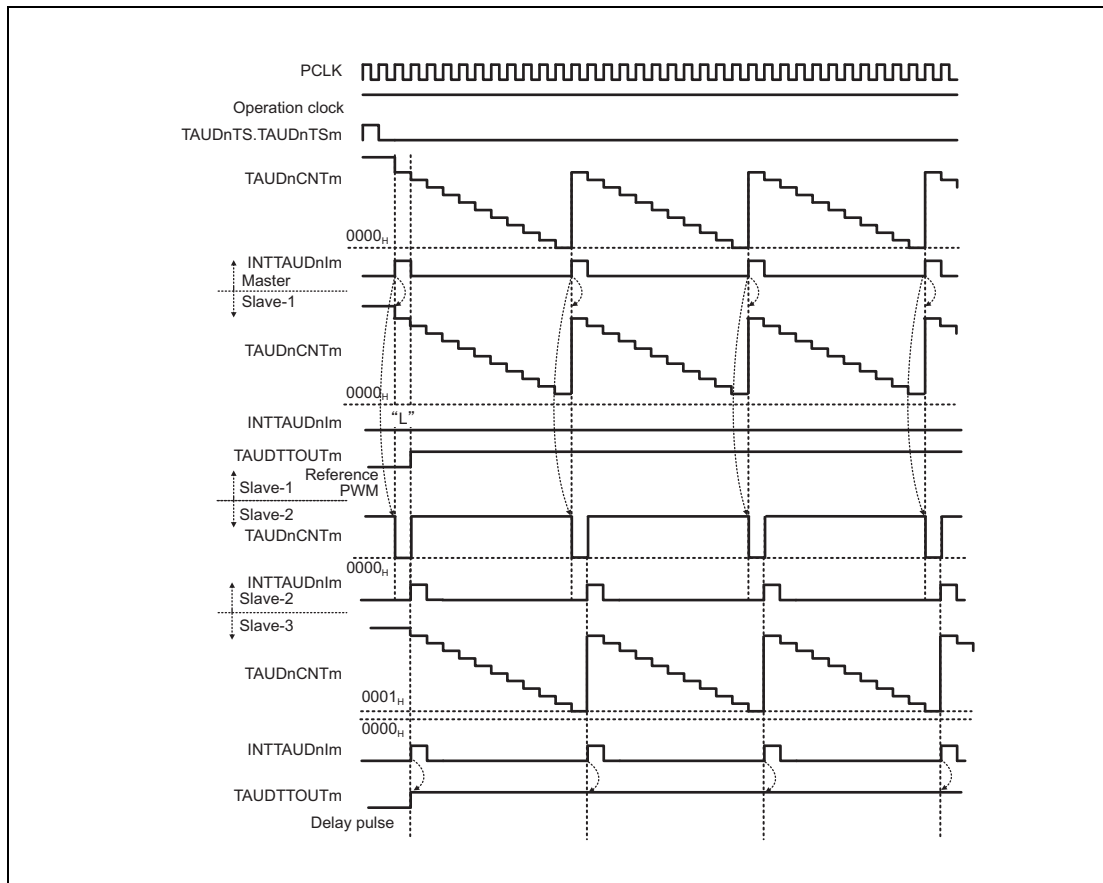 PCLK
Operation clock
TAUDnTS.TAUDnTSm
TAUDnCNTm
0000H
INTTAUDnIm
Master
Slave-1
TAUDnCNTm
0000H
INTTAUDnIm
“L”
TAUDTTOUTm
Reference
PWM
Slave-1
Slave-2
TAUDnCNTm
0000H
INTTAUDnIm
Slave-2
Slave-3
TAUDnCNTm
0001H
0000H
INTTAUDnIm
TAUDTTOUTm
Delay pulse